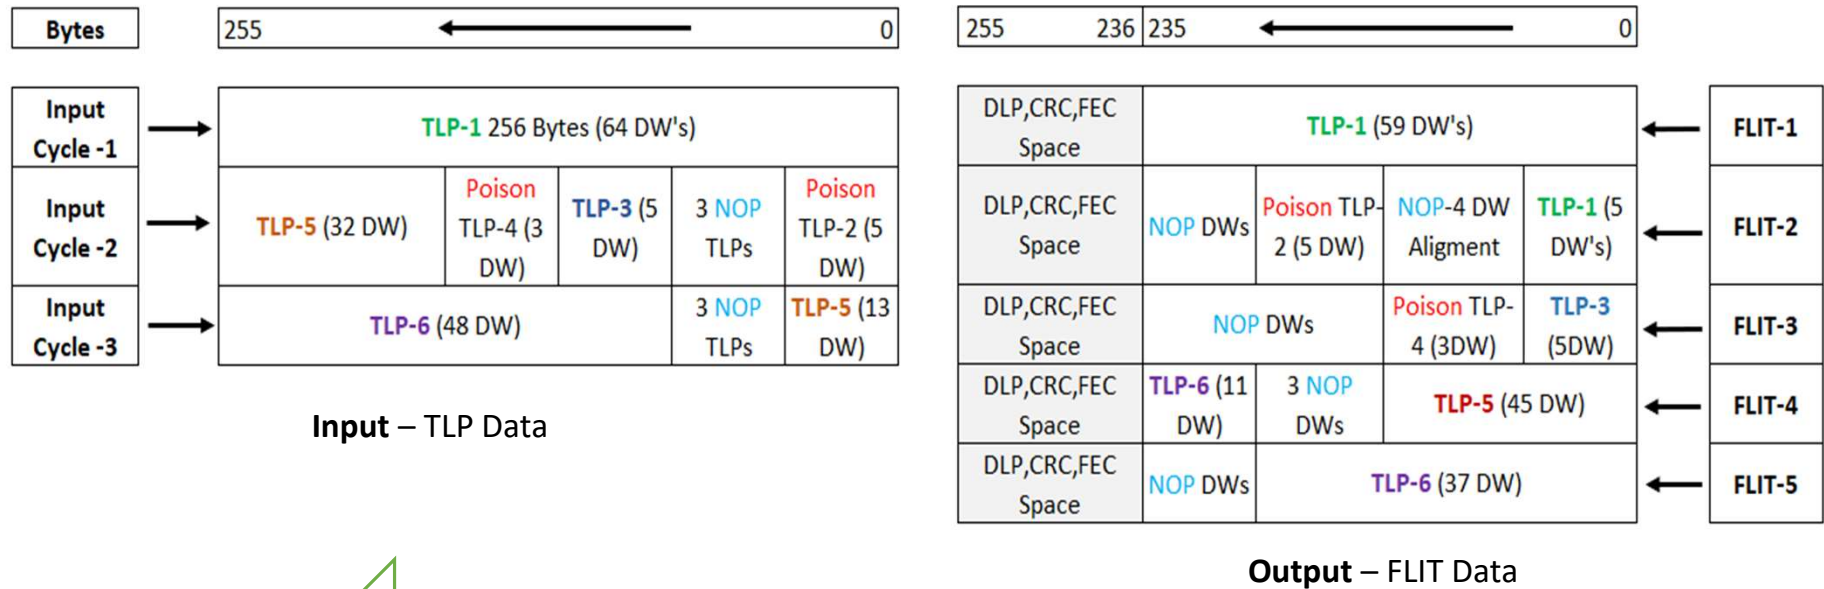 Bytes
255 0
255 236 235 0
Input
Cycle -1
TLP-1 256 Bytes (64 DW's)
Input
Cycle -2
TLP-5 (32 DW)
Poison
TLP-4 (3
DW)
TLP-3 (5
DW)
3 NOP
TLPs
Poison
TLP-2 (5
DW)
Input
Cycle -3
TLP-6 (48 DW)
3 NOP
TLPs
TLP-5 (13
DW)
Input – TLP Data
DLP,CRC,FEC
Space
TLP-1 (59 DW's)
FLIT-1
DLP,CRC,FEC
Space
NOP DWs
Poison TLP-
2 (5 DW)
NOP-4 DW
Aligment
TLP-1 (5
DW's)
FLIT-2
DLP,CRC,FEC
Space
NOP DWs
Poison TLP-
4 (3DW)
TLP-3
(5DW)
FLIT-3
DLP,CRC,FEC
Space
TLP-6 (11
DW)
3 NOP
DWs
TLP-5 (45 DW)
FLIT-4
DLP,CRC,FEC
Space
NOP DWs
TLP-6 (37 DW)
FLIT-5
Output – FLIT Data